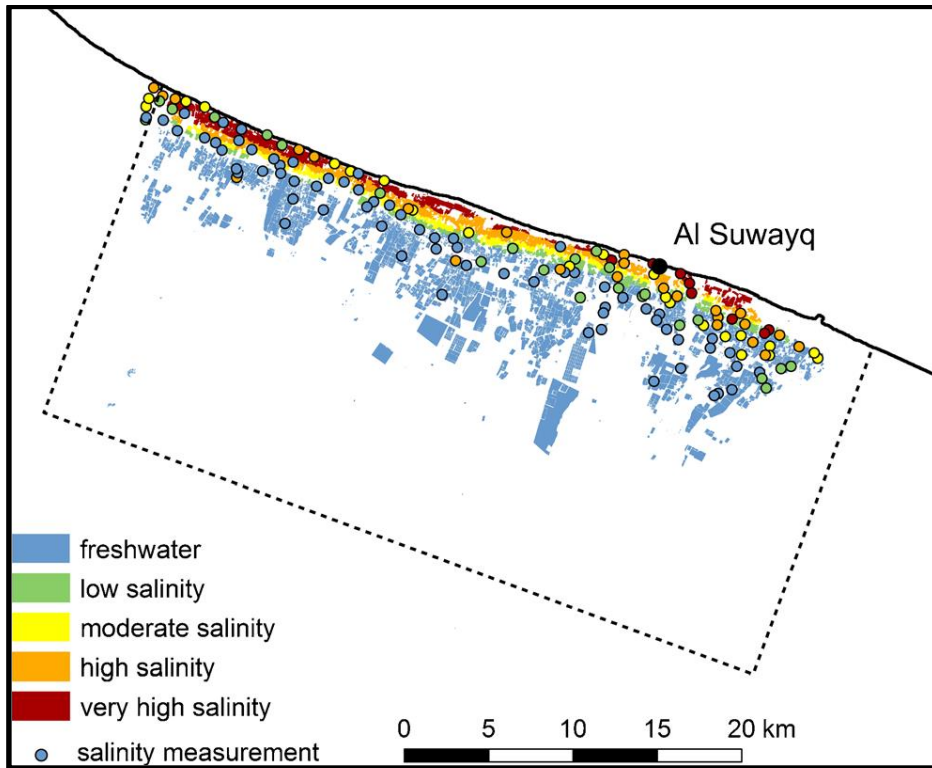 Al Suwayq
freshwater
low salinity
moderate salinity
high salinity
very high salinity
salinity measurement
0 5 10 15 20 km